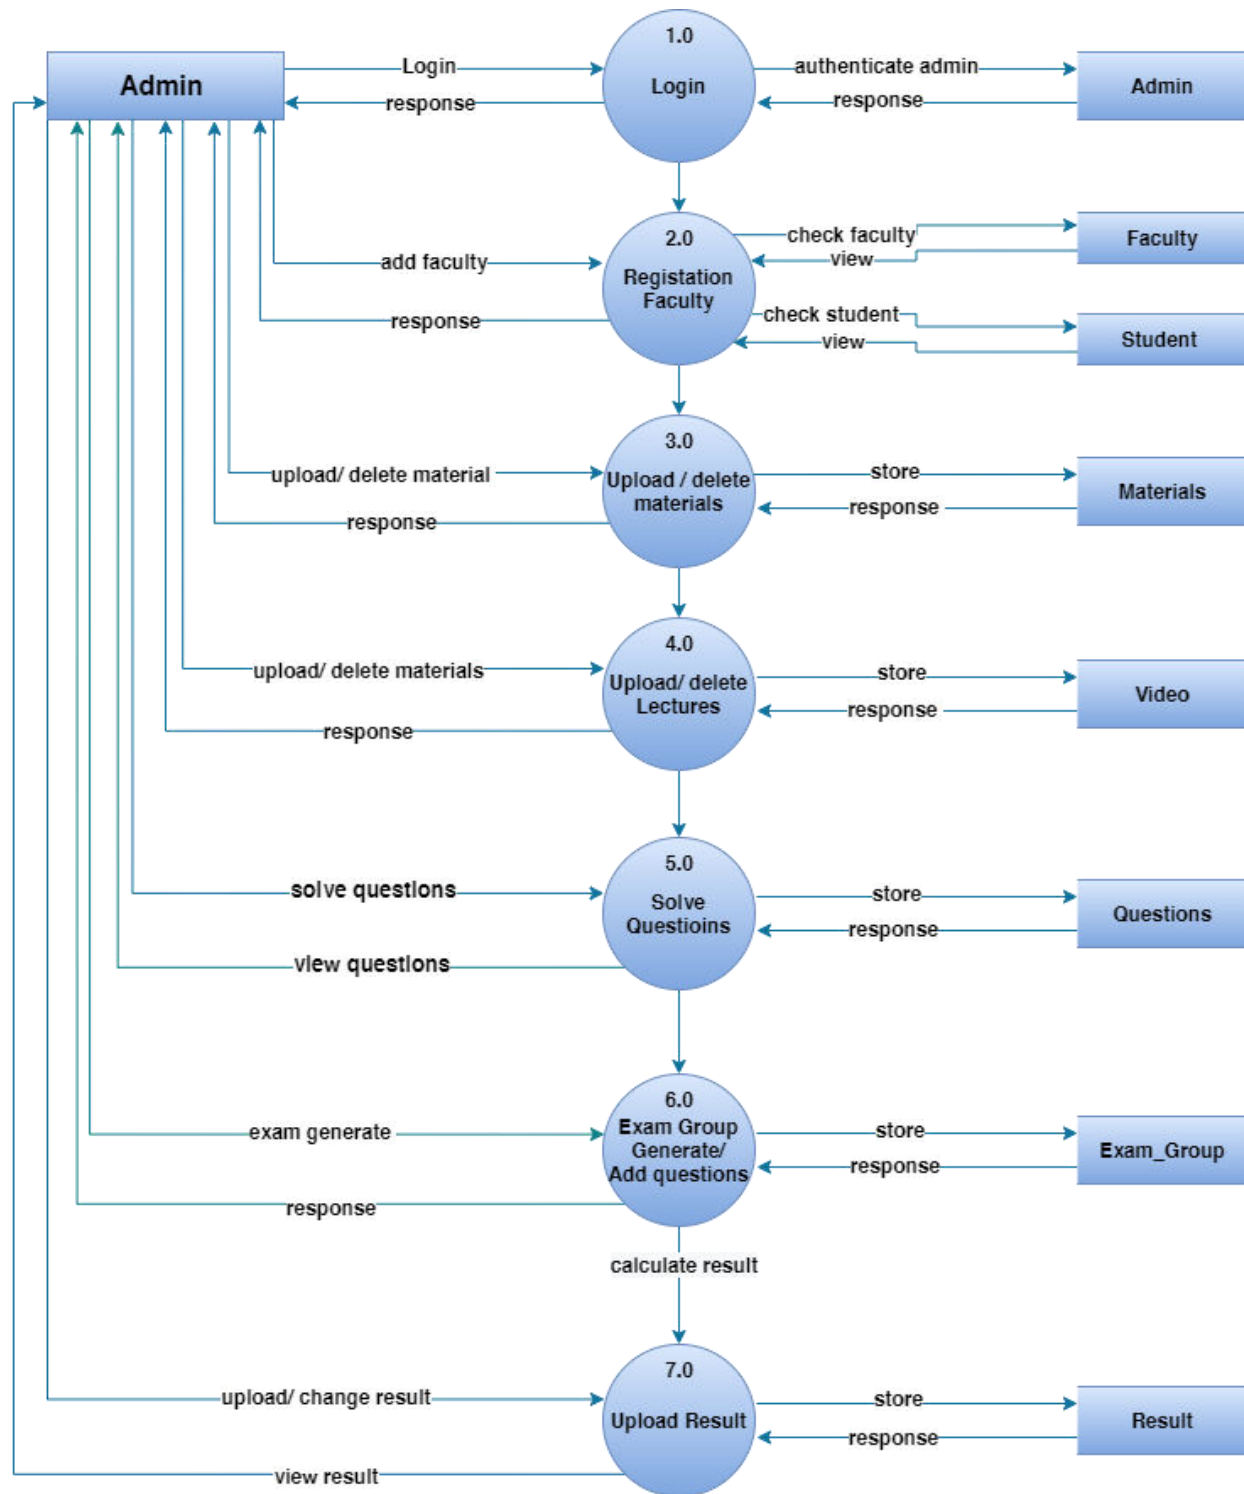 1.0
Login
Admin
Login
response
authenticate admin
response
Admin
2.0
Registation
Faculty
add faculty
response
check faculty
view
Faculty
check student
view
Student
3.0
Upload / delete
materials
upload/ delete material
response
store
response
Materials
4.0
Upload/ delete
Lectures
upload/ delete materials
response
store
response
Video
5.0
Solve
Questioins
solve questions
view questions
store
response
Questions
6.0
Exam Group
Generate/
Add questions
exam generate
response
store
response
Exam_Group
calculate result
7.0
Upload Result
upload/ change result
view result
store
response
Result